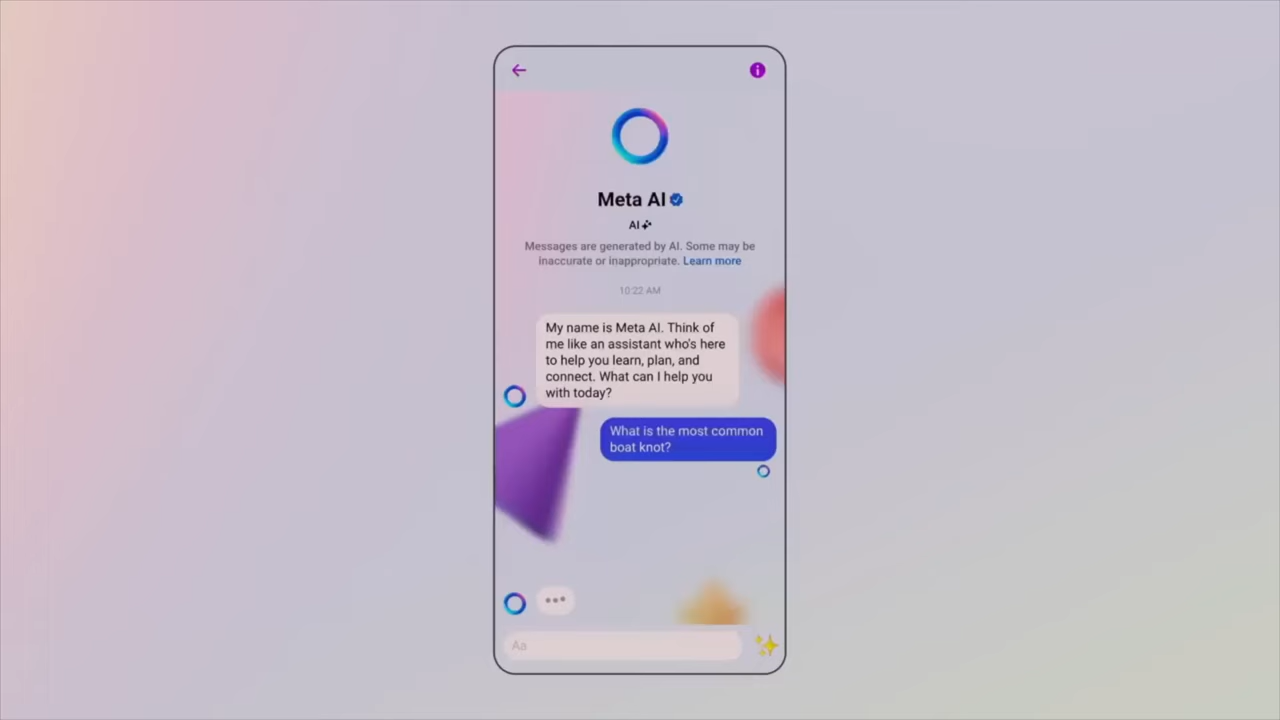 Meta AI
AI
Messages are generated by AI. Some may be
inaccurate or inappropriate. Learn more
10:22 AM
My name is Meta AI. Think of
me like an assistant who's here
to help you learn, plan, and
connect. What can I help you
with today?
What is the most common
boat knot?
Aa